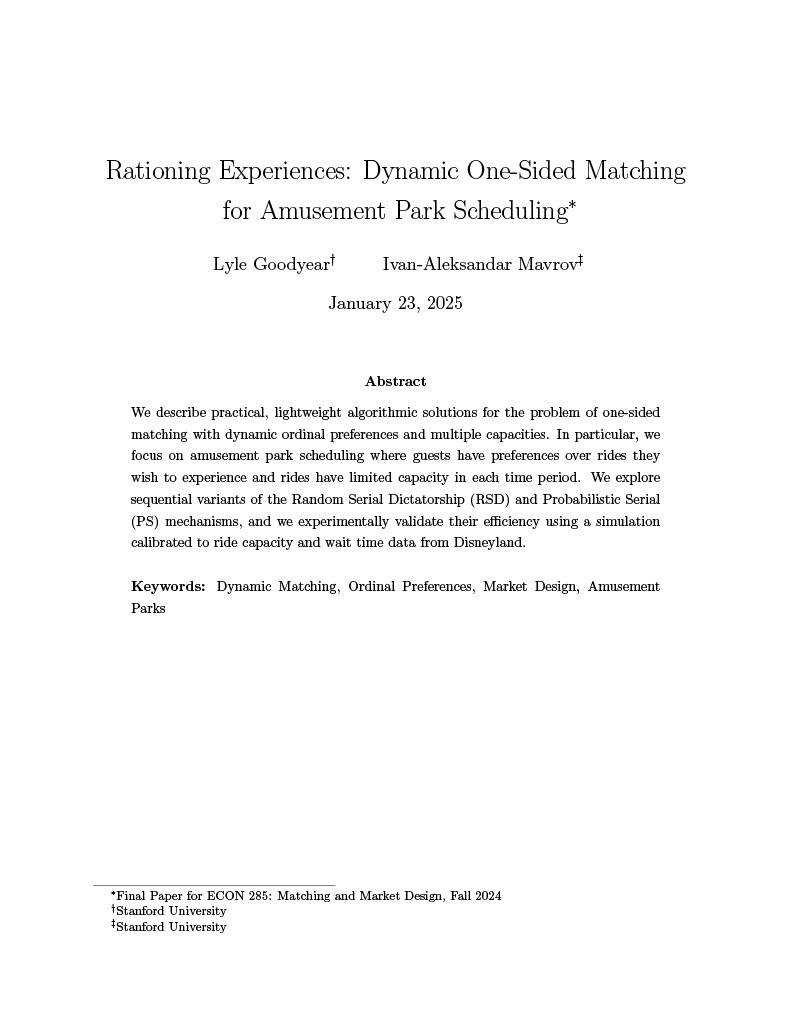 Rationing Experiences: Dynamic One-Sided Matching
for Amusement Park Scheduling*
Lyle Goodyear† Ivan-Aleksandar Mavrov‡
January 23, 2025
Abstract
We describe practical, lightweight algorithmic solutions for the problem of one-sided
matching with dynamic ordinal preferences and multiple capacities. In particular, we
focus on amusement park scheduling where guests have preferences over rides they
wish to experience and rides have limited capacity in each time period. We explore
sequential variants of the Random Serial Dictatorship (RSD) and Probabilistic Serial
(PS) mechanisms, and we experimentally validate their efficiency using a simulation
calibrated to ride capacity and wait time data from Disneyland.
Keywords: Dynamic Matching, Ordinal Preferences, Market Design, Amusement
Parks
*Final Paper for ECON 285: Matching and Market Design, Fall 2024
†Stanford University
‡Stanford University